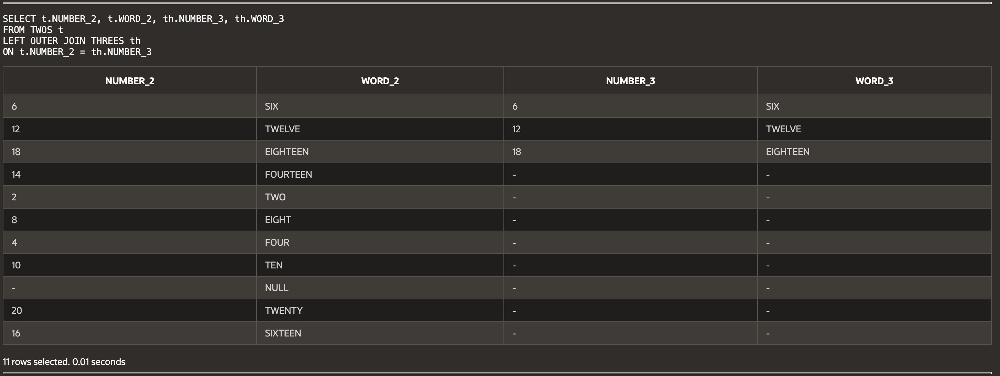 SELECT t.NUMBER_2, t.WORD_2, th.NUMBER_3, th.WORD_3
FROM TWOS t
LEFT OUTER JOIN THREES th
ON t.NUMBER_2 = th.NUMBER_3
NUMBER_2 WORD_2 NUMBER_3 WORD_3
6 SIX 6 SIX
12 TWELVE 12 TWELVE
18 EIGHTEEN 18 EIGHTEEN
14 FOURTEEN - -
2 TWO - -
8 EIGHT - -
4 FOUR - -
10 TEN - -
- NULL - -
20 TWENTY - -
16 SIXTEEN - -
11 rows selected. 0.01 seconds